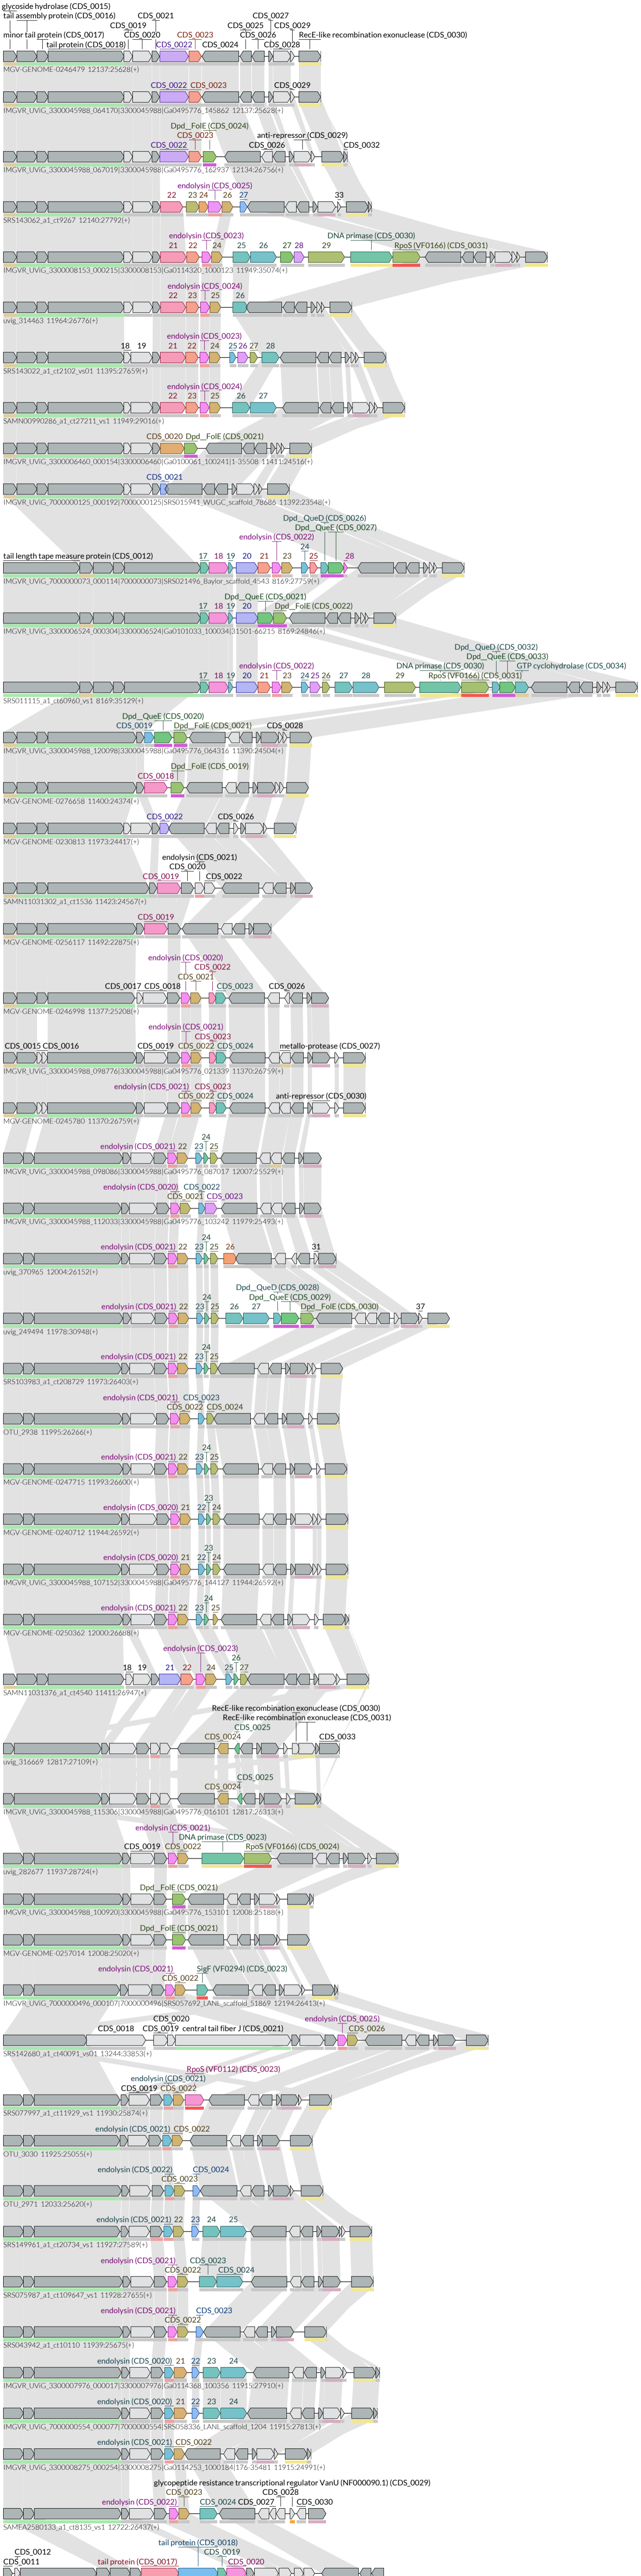 glycoside hydrolase (CDS_0015)
tail assembly protein (CDS_0016)
CDS_0021
CDS_0027
CDS_0019
CDS_0025
CDS_0029
minor tail protein (CDS_0017)
CDS_0020
CDS_0023
CDS_0026
RecE-like recombination exonuclease (CDS_0030)
tail protein (CDS_0018)
CDS_0022
CDS_0024
CDS_0028
MGV-GENOME-0246479 12137:25628(+)
CDS_0022 CDS_0023 CDS_0029
IMGVR_UViG_3300045988_064170|3300045988|Ga0495776_145862 12137:25628(+)
Dpd_FolE (CDS_0024)
CDS_0023 anti-repressor (CDS_0029)
CDS_0022 CDS_0026 CDS_0032
IMGVR_UViG_3300045988_067019|3300045988|Ga0495776_162937 12134:26756(+)
endolysin (CDS_0025)
22 23 24 26 27 33
SRS143062_a1_ct9267 12140:27792(+)
endolysin (CDS_0023) DNA primase (CDS_0030)
21 22 24 25 26 27 28 29 RpoS (VF0166) (CDS_0031)
IMGVR_UViG_3300008153_000215|3300008153|Ga0114320_1000123 11949:35074(+)
endolysin (CDS_0024)
22 23 25 26
uvig_314463 11964:26776(+)
endolysin (CDS_0023)
18 19 21 22 24 25 26 27 28
SRS143022_a1_ct2102_vs01 11395:27659(+)
endolysin (CDS_0024)
22 23 25 26 27
SAMN00990286_a1_ct27211_vs1 11949:29016(+)
CDS_0020 Dpd_FolE (CDS_0021)
IMGVR_UViG_3300006460_000154|3300006460|Ga0100061_100241|1-35508 11411:24516(+)
CDS_0021
IMGVR_UViG_7000000125_000192|7000000125|SRS015941_WUGC_scaffold_78686 11392:23548(+)
Dpd_QueD (CDS_0026)
Dpd_QueE (CDS_0027)
endolysin (CDS_0022) 24
tail length tape measure protein (CDS_0012) 17 18 19 20 21 23 25 28
IMGVR_UViG_7000000073_000114|7000000073|SRS021496_Baylor_scaffold_4543 8169:27759(+)
Dpd_QueE (CDS_0021)
17 18 19 20 Dpd_FolE (CDS_0022)
IMGVR_UViG_3300006524_000304|3300006524|Ga0101033_100034|31501-66215 8169:24846(+)
Dpd_QueD (CDS_0032)
Dpd_QueE (CDS_0033)
endolysin (CDS_0022) DNA primase (CDS_0030) GTP cyclohydrolase (CDS_0034)
17 18 19 20 21 23 24 25 26 27 28 29 RpoS (VF0166) (CDS_0031)
SRS011115_a1_ct60960_vs1 8169:35129(+)
Dpd_QueE (CDS_0020)
CDS_0019 Dpd_FolE (CDS_0021) CDS_0028
IMGVR_UViG_3300045988_120098|3300045988|Ga0495776_064316 11390:24504(+)
Dpd_FolE (CDS_0019)
CDS_0018
MGV-GENOME-0276658 11400:24374(+)
CDS_0022 CDS_0026
MGV-GENOME-0230813 11973:24417(+)
endolysin (CDS_0021)
CDS_0020
CDS_0019 CDS_0022
SAMN11031302_a1_ct1536 11423:24567(+)
CDS_0019
MGV-GENOME-0256117 11492:22875(+)
endolysin (CDS_0020)
CDS_0022
CDS_0021
CDS_0017 CDS_0018 CDS_0023 CDS_0026
MGV-GENOME-0246998 11377:25208(+)
endolysin (CDS_0021)
CDS_0023
CDS_0015 CDS_0016 CDS_0019 CDS_0022 CDS_0024 metallo-protease (CDS_0027)
IMGVR_UViG_3300045988_098776|3300045988|Ga0495776_021339 11370:26759(+)
endolysin (CDS_0021) CDS_0023
CDS_0022 CDS_0024 anti-repressor (CDS_0030)
MGV-GENOME-0245780 11370:26759(+)
24
endolysin (CDS_0021) 22 23 25
IMGVR_UViG_3300045988_098086|3300045988|Ga0495776_087017 12007:25529(+)
endolysin (CDS_0020) CDS_0022
CDS_0021 CDS_0023
IMGVR_UViG_3300045988_112033|3300045988|Ga0495776_103242 11979:25493(+)
24
endolysin (CDS_0021) 22 23 25 26 31
uvig_370965 12004:26152(+)
Dpd_QueD (CDS_0028)
24 Dpd_QueE (CDS_0029)
endolysin (CDS_0021) 22 23 25 26 27 Dpd_FolE (CDS_0030) 37
uvig_249494 11978:30948(+)
24
endolysin (CDS_0021) 22 23 25
SRS103983_a1_ct208729 11973:26403(+)
endolysin (CDS_0021) CDS_0023
CDS_0022 CDS_0024
OTU_2938 11995:26266(+)
24
endolysin (CDS_0021) 22 23 25
MGV-GENOME-0247715 11993:26600(+)
23
endolysin (CDS_0020) 21 22 24
MGV-GENOME-0240712 11944:26592(+)
23
endolysin (CDS_0020) 21 22 24
IMGVR_UViG_3300045988_107152|3300045988|Ga0495776_144127 11944:26592(+)
24
endolysin (CDS_0021) 22 23 25
MGV-GENOME-0250362 12000:26668(+)
endolysin (CDS_0023)
26
18 19 21 22 24 25 27
SAMN11031376_a1_ct4540 11411:26947(+)
RecE-like recombination exonuclease (CDS_0030)
RecE-like recombination exonuclease (CDS_0031)
CDS_0025
CDS_0024 CDS_0033
uvig_316669 12817:27109(+)
CDS_0025
CDS_0024
IMGVR_UViG_3300045988_115306|3300045988|Ga0495776_016101 12817:26313(+)
endolysin (CDS_0021)
DNA primase (CDS_0023)
CDS_0019 CDS_0022 RpoS (VF0166) (CDS_0024)
uvig_282677 11937:28724(+)
Dpd_FolE (CDS_0021)
IMGVR_UViG_3300045988_100920|3300045988|Ga0495776_153101 12008:25188(+)
Dpd_FolE (CDS_0021)
MGV-GENOME-0257014 12008:25020(+)
endolysin (CDS_0021) SigF (VF0294) (CDS_0023)
CDS_0022
IMGVR_UViG_7000000496_000107|7000000496|SRS057692_LANL_scaffold_51869 12194:26413(+)
CDS_0020 endolysin (CDS_0025)
CDS_0018 CDS_0019 central tail fiber J (CDS_0021) CDS_0026
SRS142680_a1_ct40091_vs01 13244:33853(+)
RpoS (VF0112) (CDS_0023)
endolysin (CDS_0021)
CDS_0019 CDS_0022
SRS077997_a1_ct11929_vs1 11930:25874(+)
endolysin (CDS_0021) CDS_0022
OTU_3030 11925:25055(+)
endolysin (CDS_0022) CDS_0024
CDS_0023
OTU_2971 12033:25620(+)
endolysin (CDS_0021) 22 23 24 25
SRS149961_a1_ct20734_vs1 11927:27589(+)
endolysin (CDS_0021) CDS_0023
CDS_0022 CDS_0024
SRS075987_a1_ct109647_vs1 11928:27655(+)
endolysin (CDS_0021) CDS_0023
CDS_0022
SRS043942_a1_ct10110 11939:25675(+)
endolysin (CDS_0020) 21 22 23 24
IMGVR_UViG_3300007976_000017|3300007976|Ga0114368_100356 11915:27910(+)
endolysin (CDS_0020) 21 22 23 24
IMGVR_UViG_7000000554_000077|7000000554|SRS058336_LANL_scaffold_1204 11915:27813(+)
endolysin (CDS_0021) CDS_0022
IMGVR_UViG_3300008275_000254|3300008275|Ga0114253_1000184|176-35481 11915:24991(+)
glycopeptide resistance transcriptional regulator VanU (NF000090.1) (CDS_0029)
CDS_0023 CDS_0028
endolysin (CDS_0022) CDS_0024 CDS_0027 CDS_0030
SAMEA2580133_a1_ct8135_vs1 12722:26437(+)
tail protein (CDS_0018)
CDS_0012 CDS_0019
CDS_0011 tail protein (CDS_0017) CDS_0020